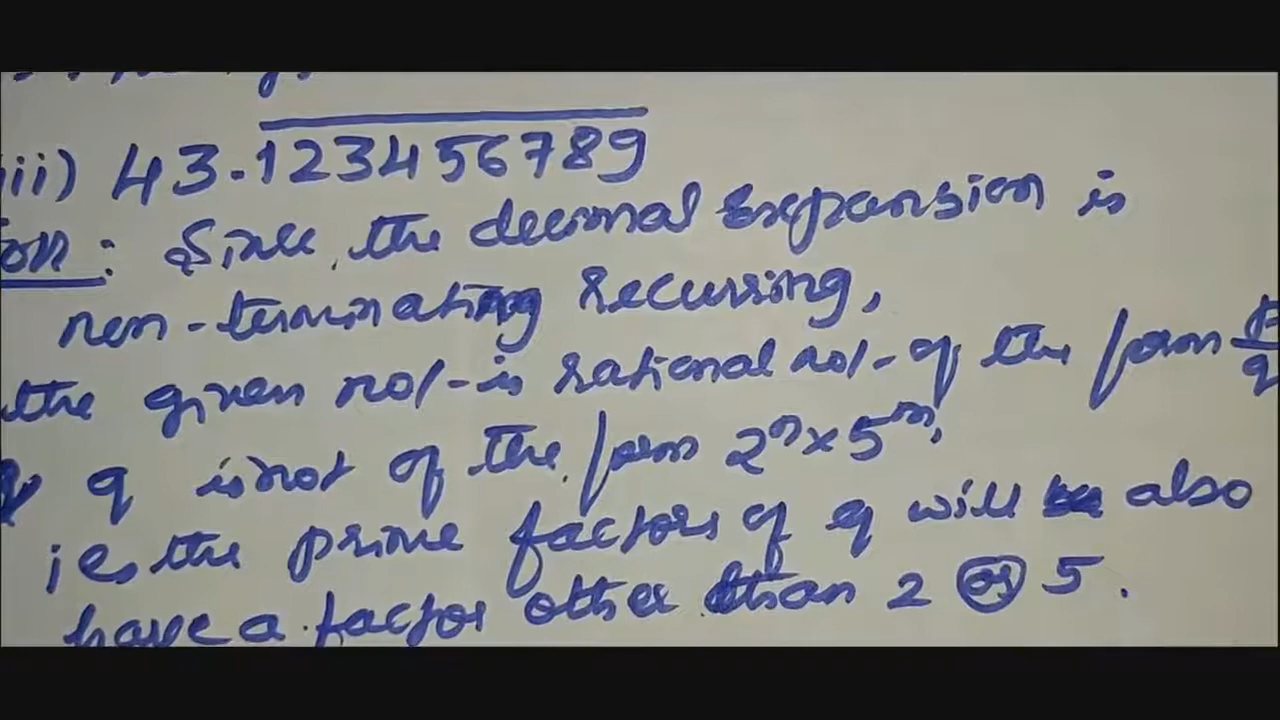 iii) 43.123456789
on : Since, the decimal expansion is
non-terminating recurring,
the given no/- is rational no/- of the form p/q
q is not of the form 2ⁿ×5ᵐ,
i.e, the prime factors of q will be also
have a factor other than 2 or 5.